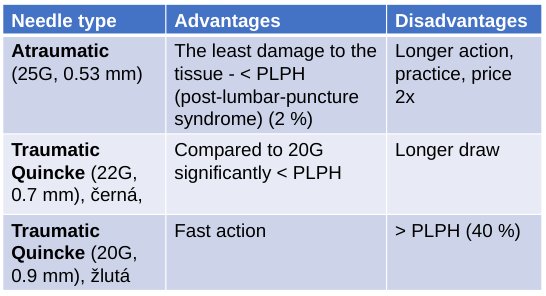 Needle type
Advantages
Disadvantages
Atraumatic
(25G, 0.53 mm)
The least damage to the
tissue - < PLPH
(post-lumbar-puncture
syndrome) (2 %)
Longer action,
practice, price
2x
Traumatic
Quincke (22G,
0.7 mm), černá,
Compared to 20G
significantly < PLPH
Longer draw
Traumatic
Quincke (20G,
0.9 mm), žlutá
Fast action
> PLPH (40 %)